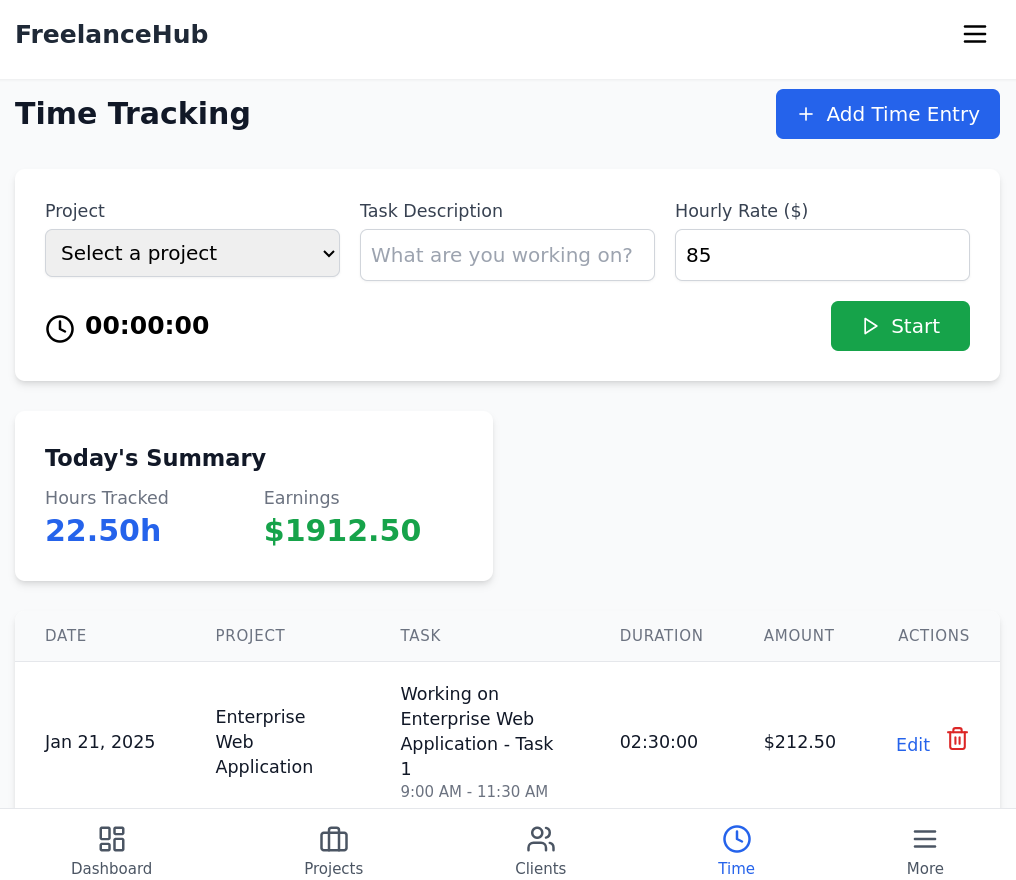 FreelanceHub
Time Tracking
Add Time Entry
Project
Task Description
Hourly Rate ($)
Select a project
What are you working on?
85
00:00:00
Start
Today's Summary
Hours Tracked
Earnings
22.50h
$1912.50
DATE
PROJECT
TASK
DURATION
AMOUNT
ACTIONS
Jan 21, 2025
Enterprise
Web
Application
Working on
Enterprise Web
Application - Task
1
9:00 AM - 11:30 AM
02:30:00
$212.50
Edit
Dashboard
Projects
Clients
Time
More